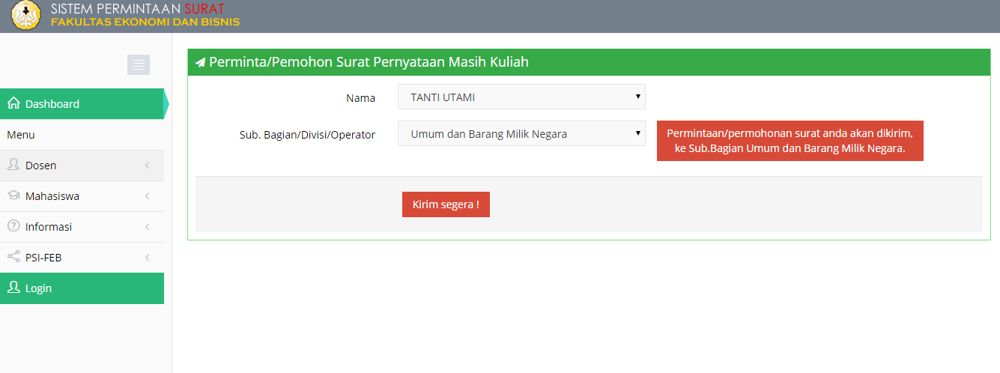 SISTEM PERMINTAAN SURAT
FAKULTAS EKONOMI DAN BISNIS
Dashboard
Menu
Dosen
Mahasiswa
Informasi
PSI-FEB
Login
Perminta/Pemohon Surat Pernyataan Masih Kuliah
Nama
TANTI UTAMI
Sub. Bagian/Divisi/Operator
Umum dan Barang Milik Negara
Permintaan/permohonan surat anda akan dikirim,
ke Sub.Bagian Umum dan Barang Milik Negara.
Kirim segera !